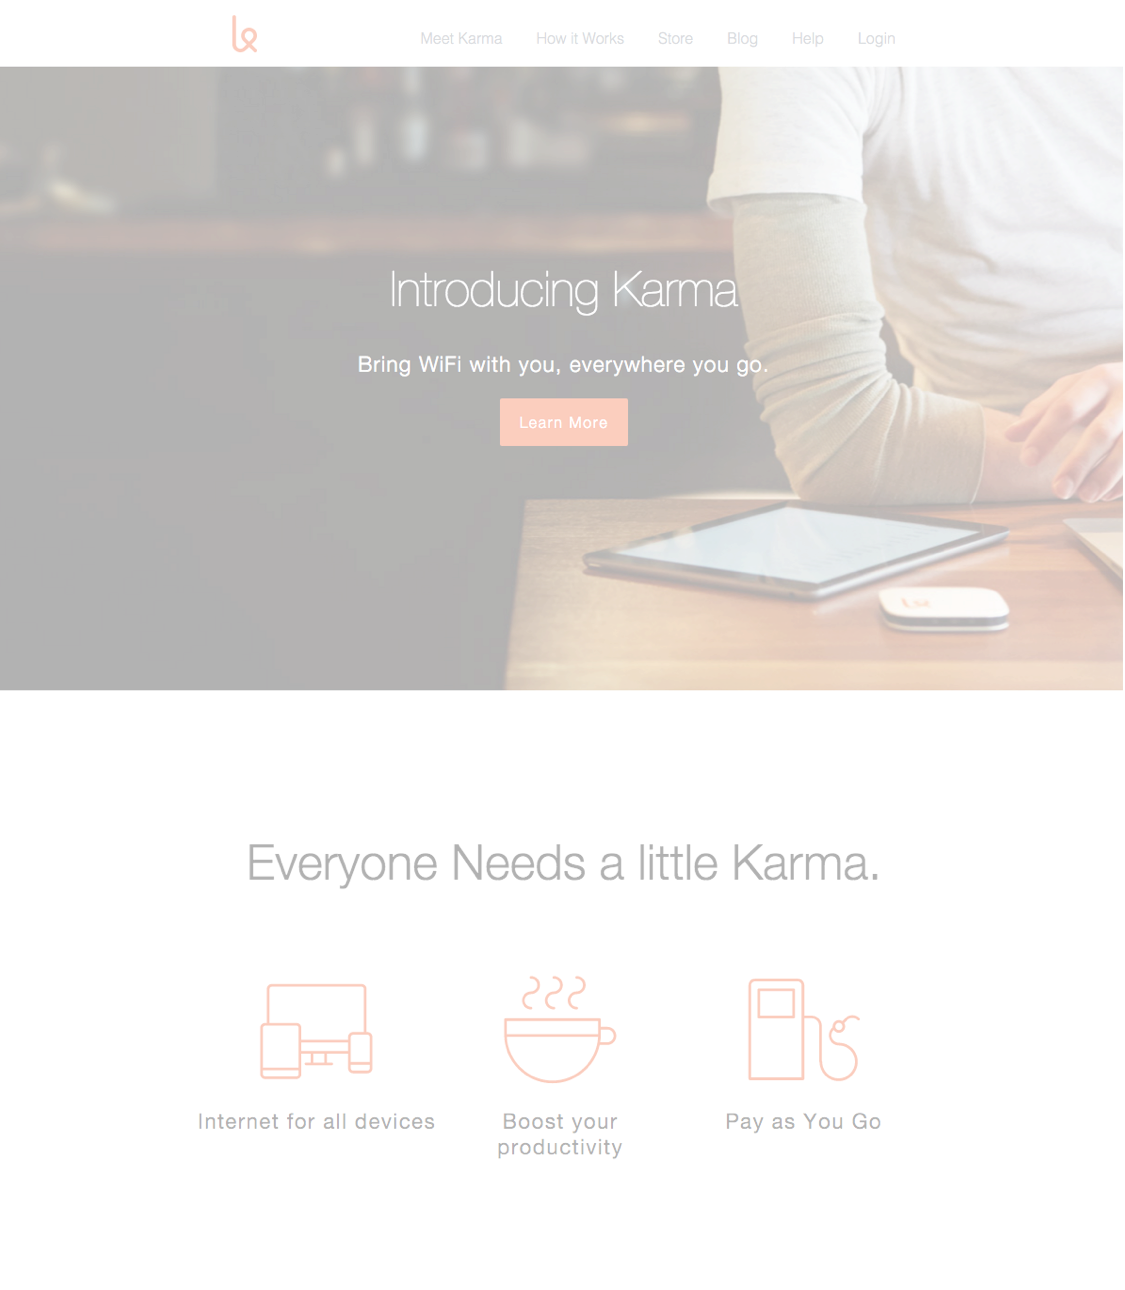 Meet Karma How it Works Store Blog Help Login
Introducing Karma
Bring WiFi with you, everywhere you go.
Learn More
Everyone Needs a little Karma.
Internet for all devices
Boost your
productivity
Pay as You Go